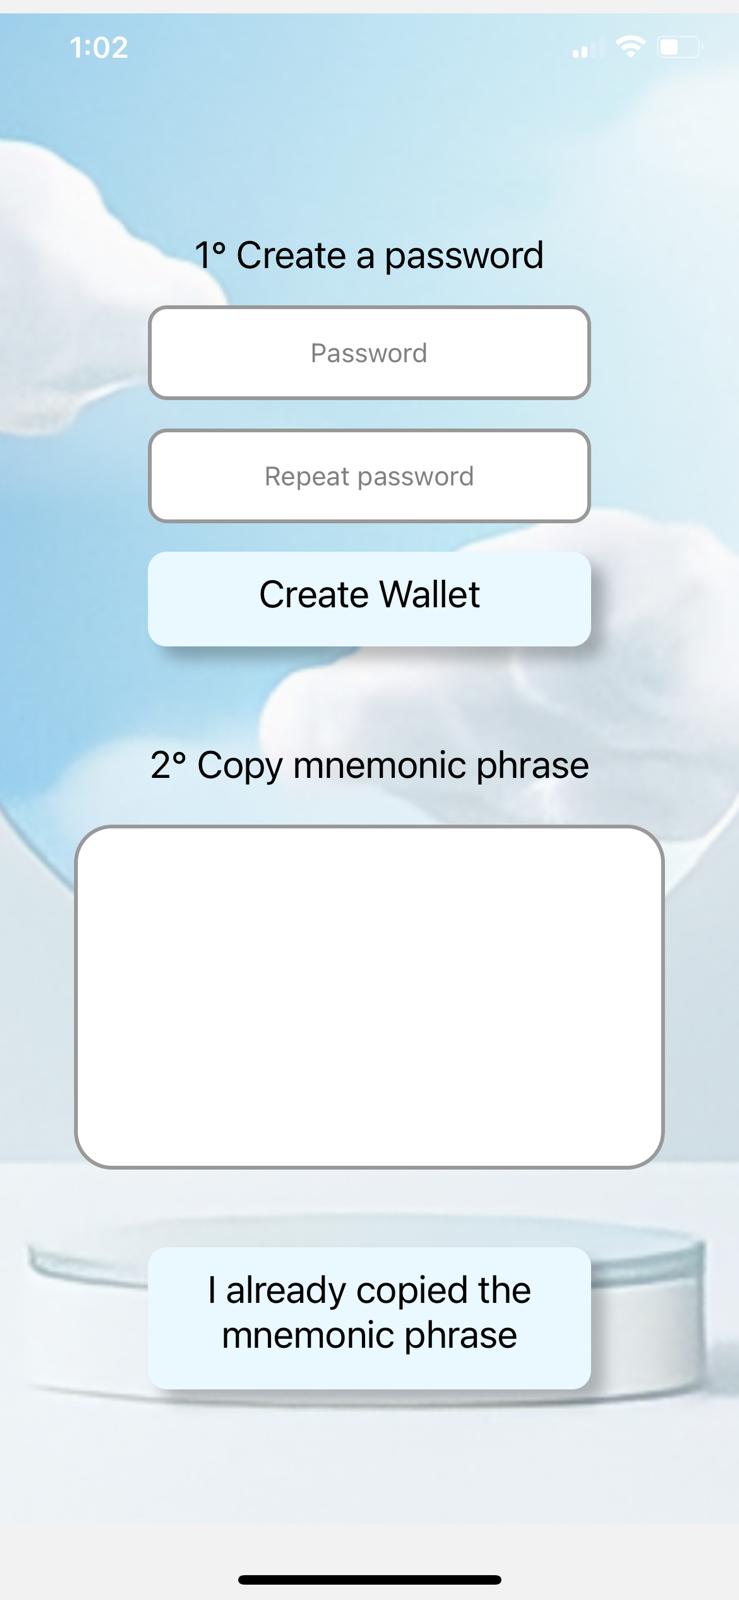 1:02
1° Create a password
Password
Repeat password
Create Wallet
2° Copy mnemonic phrase
I already copied the
mnemonic phrase